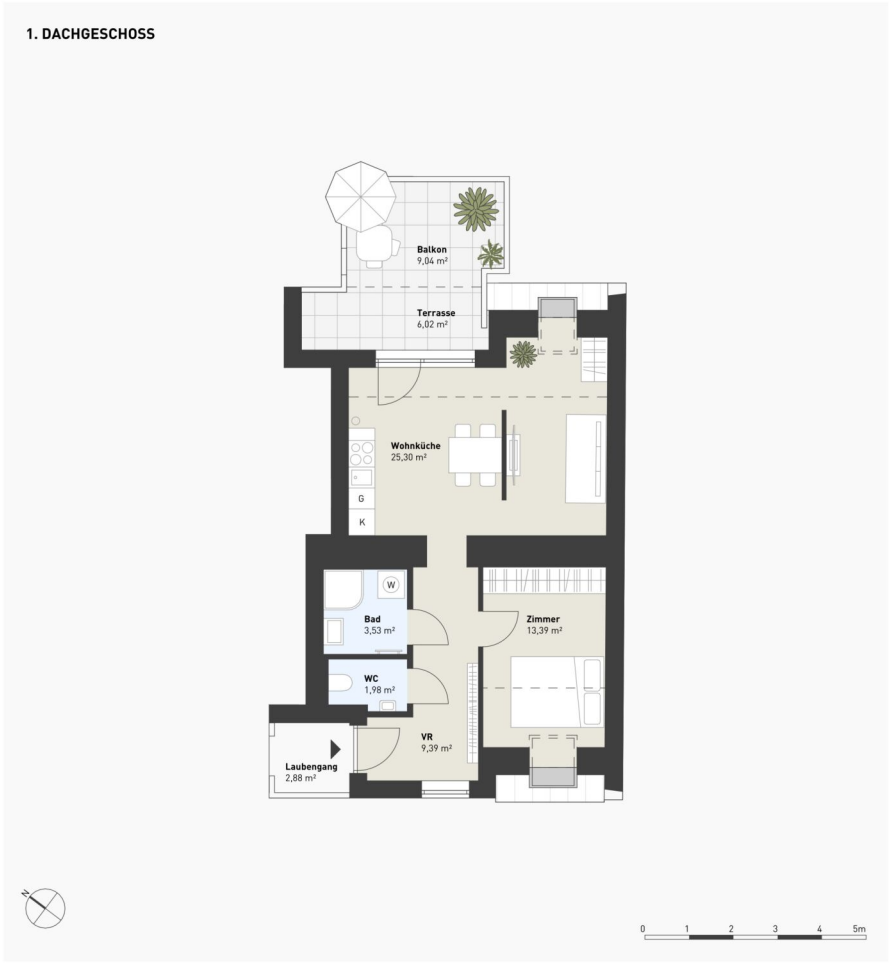 1. DACHGESCHOSS
Balkon
9,04 m²
Terrasse
6,02 m²
Wohnküche
25,30 m²
G
K
W
Bad
3,53 m²
Zimmer
13,39 m²
WC
1,98 m²
VR
9,39 m²
Laubengang
2,88 m²
N
0 1 2 3 4 5m